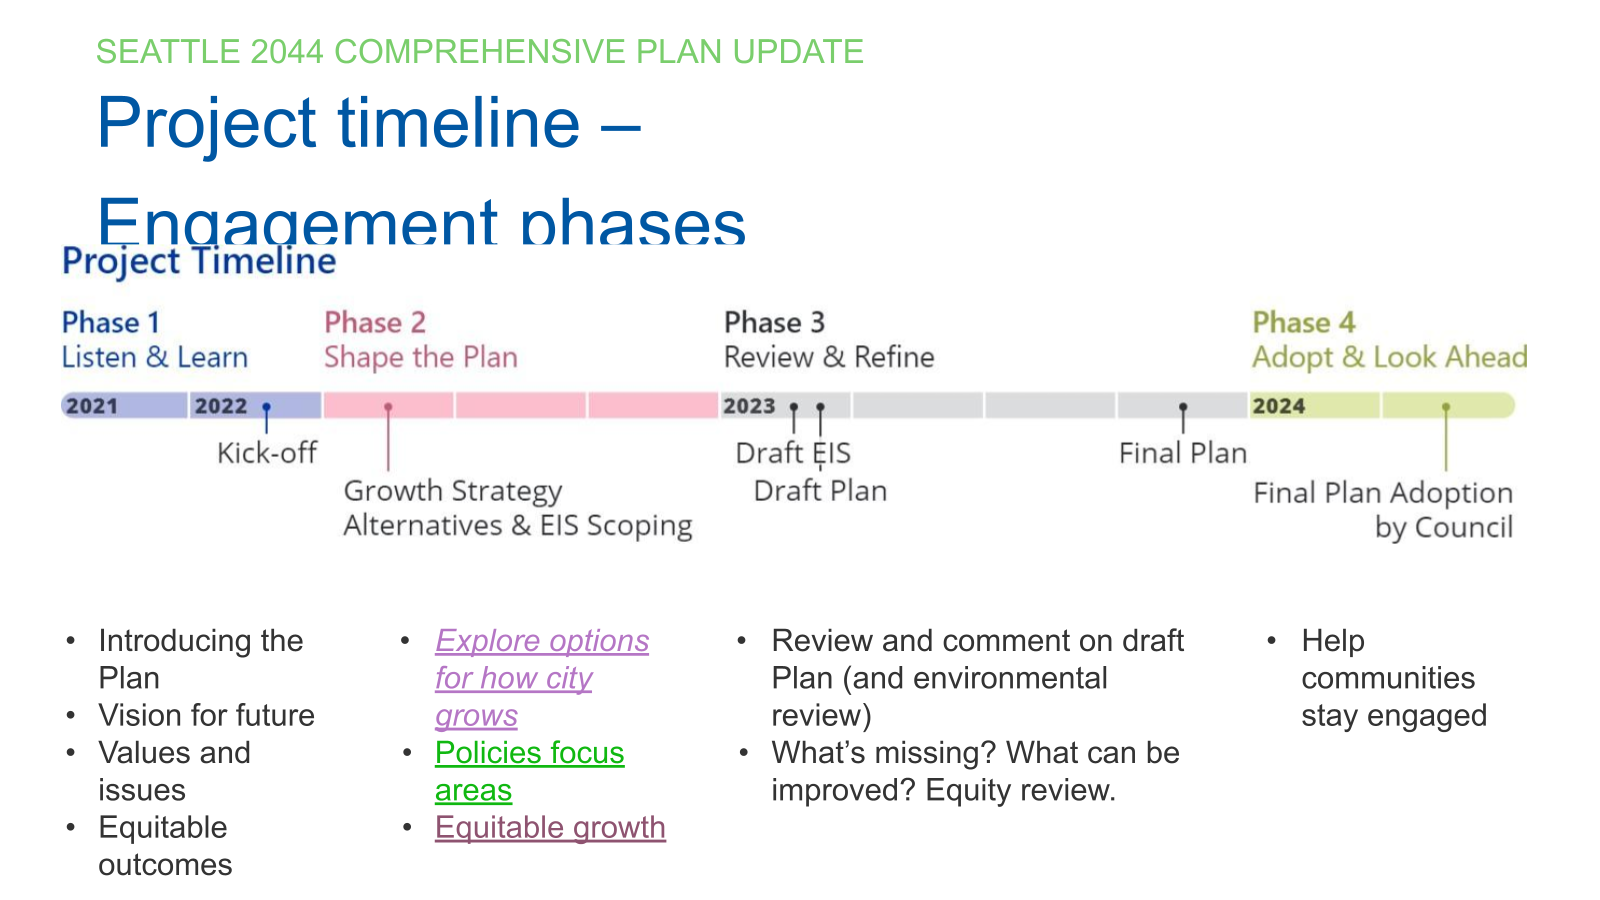 SEATTLE 2044 COMPREHENSIVE PLAN UPDATE
Project timeline –
Engagement phases
Project Timeline
Phase 1
Listen & Learn
Phase 2
Shape the Plan
Phase 3
Review & Refine
Phase 4
Adopt & Look Ahead
2021
2022
2023
2024
Kick-off
Growth Strategy
Alternatives & EIS Scoping
Draft EIS
Draft Plan
Final Plan
Final Plan Adoption
by Council
• Introducing the
Plan
• Vision for future
• Values and
issues
• Equitable
outcomes
• Explore options
for how city
grows
• Policies focus
areas
• Equitable growth
• Review and comment on draft
Plan (and environmental
review)
• What’s missing? What can be
improved? Equity review.
• Help
communities
stay engaged